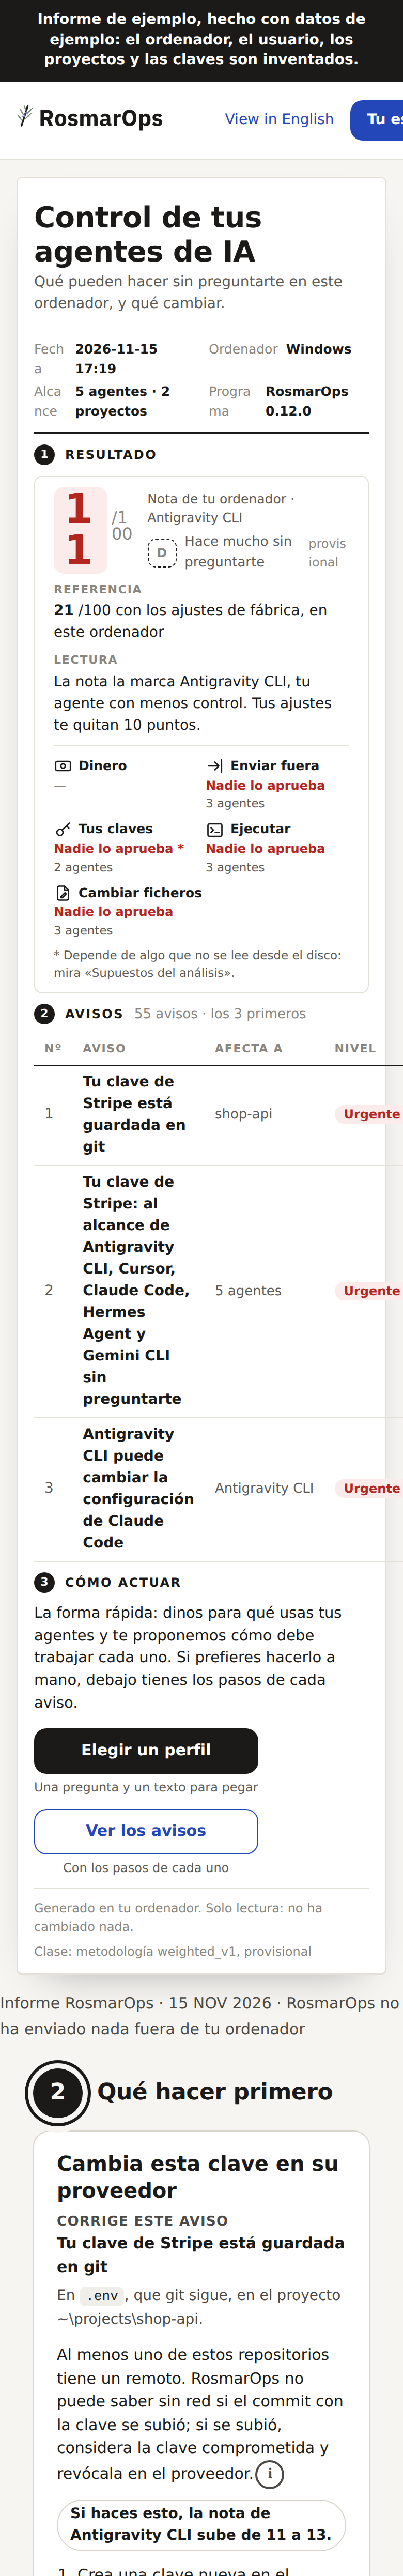 Informe de ejemplo, hecho con datos de
ejemplo: el ordenador, el usuario, los
proyectos y las claves son inventados.
RosmarOps
View in English
Tu es
Control de tus
agentes de IA
Qué pueden hacer sin preguntarte en este
ordenador, y qué cambiar.
Fech
a
2026-11-15
17:19
Ordenador Windows
Alca
nce
5 agentes · 2
proyectos
Progra
ma
RosmarOps
0.12.0
1 RESULTADO
1
1
/1
00
Nota de tu ordenador ·
Antigravity CLI
D
Hace mucho sin
preguntarte
provis
ional
REFERENCIA
21 /100 con los ajustes de fábrica, en
este ordenador
LECTURA
La nota la marca Antigravity CLI, tu
agente con menos control. Tus ajustes
te quitan 10 puntos.
Dinero
—
Enviar fuera
Nadie lo aprueba
3 agentes
Tus claves
Nadie lo aprueba *
2 agentes
Ejecutar
Nadie lo aprueba
3 agentes
Cambiar ficheros
Nadie lo aprueba
3 agentes
* Depende de algo que no se lee desde el disco:
mira «Supuestos del análisis».
2 AVISOS 55 avisos · los 3 primeros
Nº AVISO AFECTA A NIVEL
1
Tu clave de
Stripe está
guardada en
git
shop-api
Urgente
2
Tu clave de
Stripe: al
alcance de
Antigravity
CLI, Cursor,
Claude Code,
Hermes
Agent y
Gemini CLI
sin
preguntarte
5 agentes
Urgente
3
Antigravity
CLI puede
cambiar la
configuración
de Claude
Code
Antigravity CLI
Urgente
3 CÓMO ACTUAR
La forma rápida: dinos para qué usas tus
agentes y te proponemos cómo debe
trabajar cada uno. Si prefieres hacerlo a
mano, debajo tienes los pasos de cada
aviso.
Elegir un perfil
Una pregunta y un texto para pegar
Ver los avisos
Con los pasos de cada uno
Generado en tu ordenador. Solo lectura: no ha
cambiado nada.
Clase: metodología weighted_v1, provisional
Informe RosmarOps · 15 NOV 2026 · RosmarOps no
ha enviado nada fuera de tu ordenador
2 Qué hacer primero
Cambia esta clave en su
proveedor
CORRIGE ESTE AVISO
Tu clave de Stripe está guardada
en git
En .env, que git sigue, en el proyecto
~\projects\shop-api.
Al menos uno de estos repositorios
tiene un remoto. RosmarOps no
puede saber sin red si el commit con
la clave se subió; si se subió,
considera la clave comprometida y
revócala en el proveedor. i
Si haces esto, la nota de
Antigravity CLI sube de 11 a 13.
1. Crea una clave nueva en el